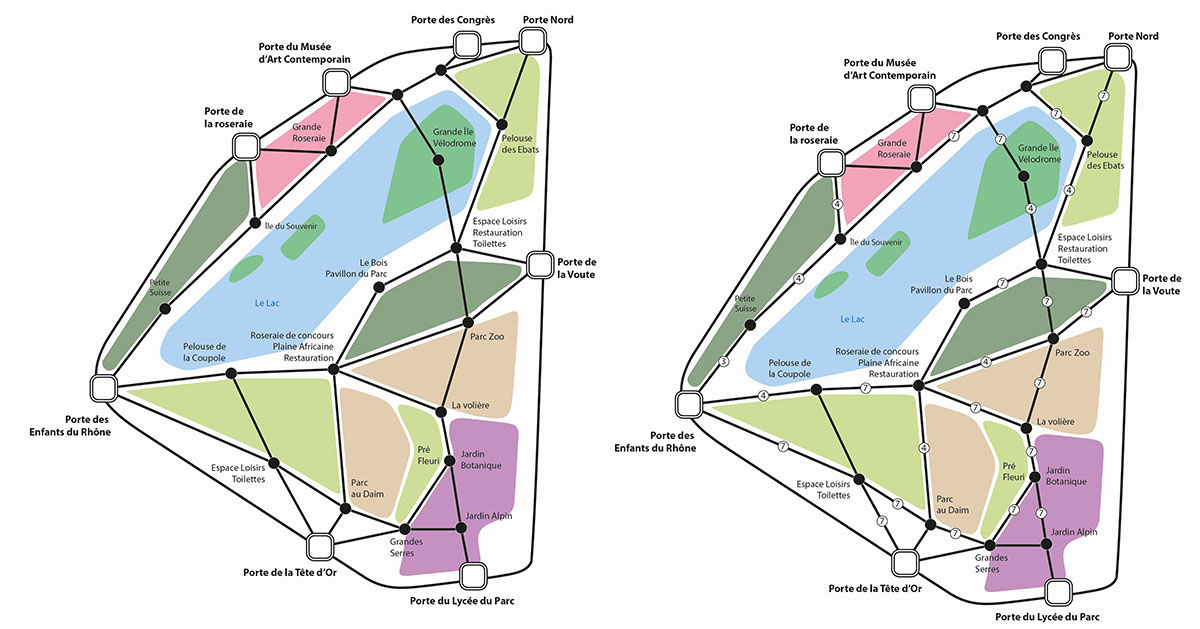 Porte des Congrès
Porte Nord
Porte du Musée
d'Art Contemporain
Porte de
la roseraie
Grande
Roseraie
Grande Île
Vélodrome
Pelouse
des Ebats
Île du Souvenir
Espace Loisirs
Restauration
Toilettes
Le Bois
Pavillon du Parc
Porte de
la Voute
Petite
Suisse
Le Lac
Pelouse de
la Coupole
Roseraie de concours
Plaine Africaine
Restauration
Parc Zoo
Porte des
Enfants du Rhône
La volière
Espace Loisirs
Toilettes
Pré
Fleuri
Jardin
Botanique
Parc
au Daim
Jardin Alpin
Grandes
Serres
Porte de la Tête d'Or
Porte du Lycée du Parc
Porte des Congrès
Porte Nord
Porte du Musée
d'Art Contemporain
7
7
7
7
Porte de
la roseraie
Grande
Roseraie
Grande Île
Vélodrome
Pelouse
des Ebats
4
4
4
Île du Souvenir
Espace Loisirs
Restauration
Toilettes
4
Le Bois
Pavillon du Parc
7
Porte de
la Voute
Petite
Suisse
7
7
Le Lac
Pelouse de
la Coupole
Roseraie de concours
Plaine Africaine
Restauration
Parc Zoo
3
4
4
7
7
7
Porte des
Enfants du Rhône
La volière
7
4
7
Espace Loisirs
Toilettes
Pré
Fleuri
Jardin
Botanique
Parc
au Daim
7
7
7
7
7
Jardin Alpin
Grandes
Serres
Porte de la Tête d'Or
Porte du Lycée du Parc